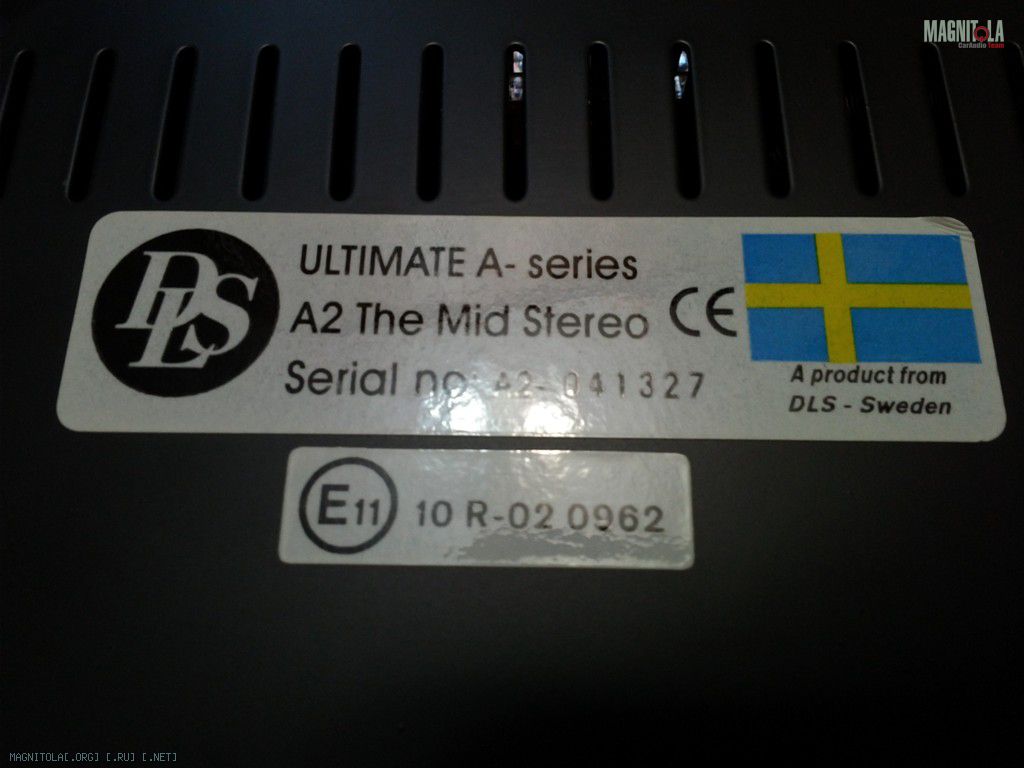 MAGNITOLA
CarAudio Team
DLS
ULTIMATE A- series
A2 The Mid Stereo
CE
Serial no: A2- 041327
A product from
DLS - Sweden
E11
10 R-02 0962
MAGNITOLA[.ORG] [.RU] [.NET]